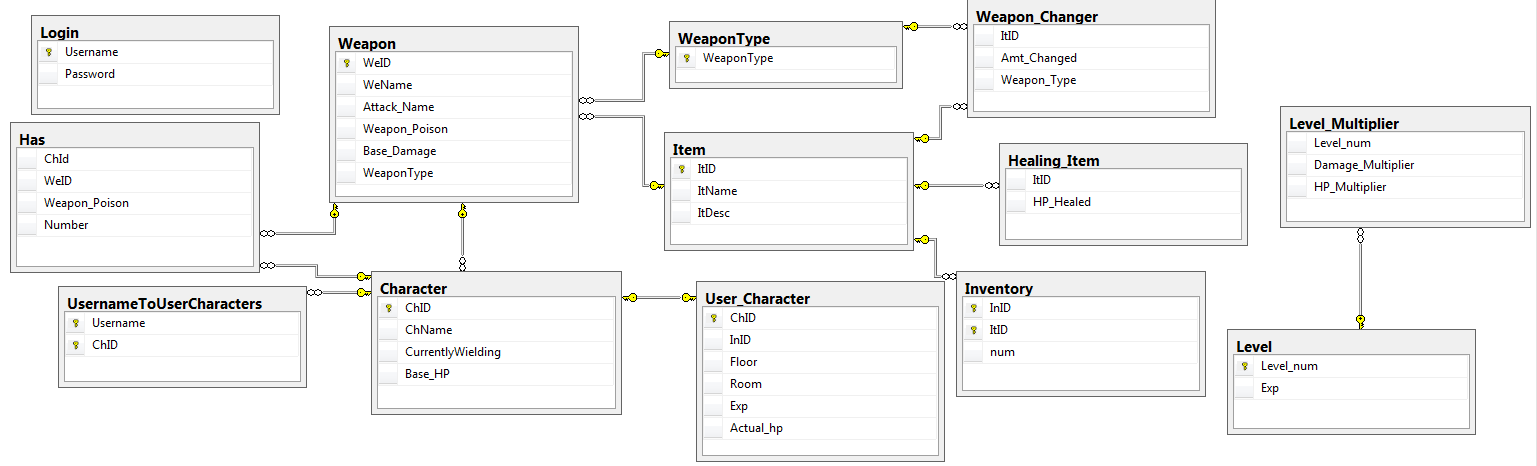 Login
Username
Password
Has
ChId
WeID
Weapon_Poison
Number
UsernameToUserCharacters
Username
ChID
Weapon
WeID
WeName
Attack_Name
Weapon_Poison
Base_Damage
WeaponType
Character
ChID
ChName
CurrentlyWielding
Base_HP
WeaponType
WeaponType
Item
ItID
ItName
ItDesc
User_Character
ChID
InID
Floor
Room
Exp
Actual_hp
Weapon_Changer
ItID
Amt_Changed
Weapon_Type
Healing_Item
ItID
HP_Healed
Inventory
InID
ItID
num
Level_Multiplier
Level_num
Damage_Multiplier
HP_Multiplier
Level
Level_num
Exp